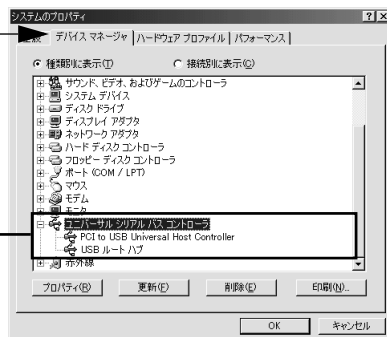 システムのプロパティ
全般 デバイス マネージャ ハードウェア プロファイル パフォーマンス
種類別に表示(T) 接続別に表示(C)
サウンド、ビデオ、およびゲームのコントローラ
システム デバイス
ディスク ドライブ
ディスプレイ アダプタ
ネットワーク アダプタ
ハード ディスク コントローラ
フロッピー ディスク コントローラ
ポート (COM / LPT)
マウス
モデム
モニタ
ユニバーサル シリアル バス コントローラ
PCI to USB Universal Host Controller
USB ルート ハブ
赤外線
プロパティ(R) 更新(F) 削除(E) 印刷(N)...
OK キャンセル